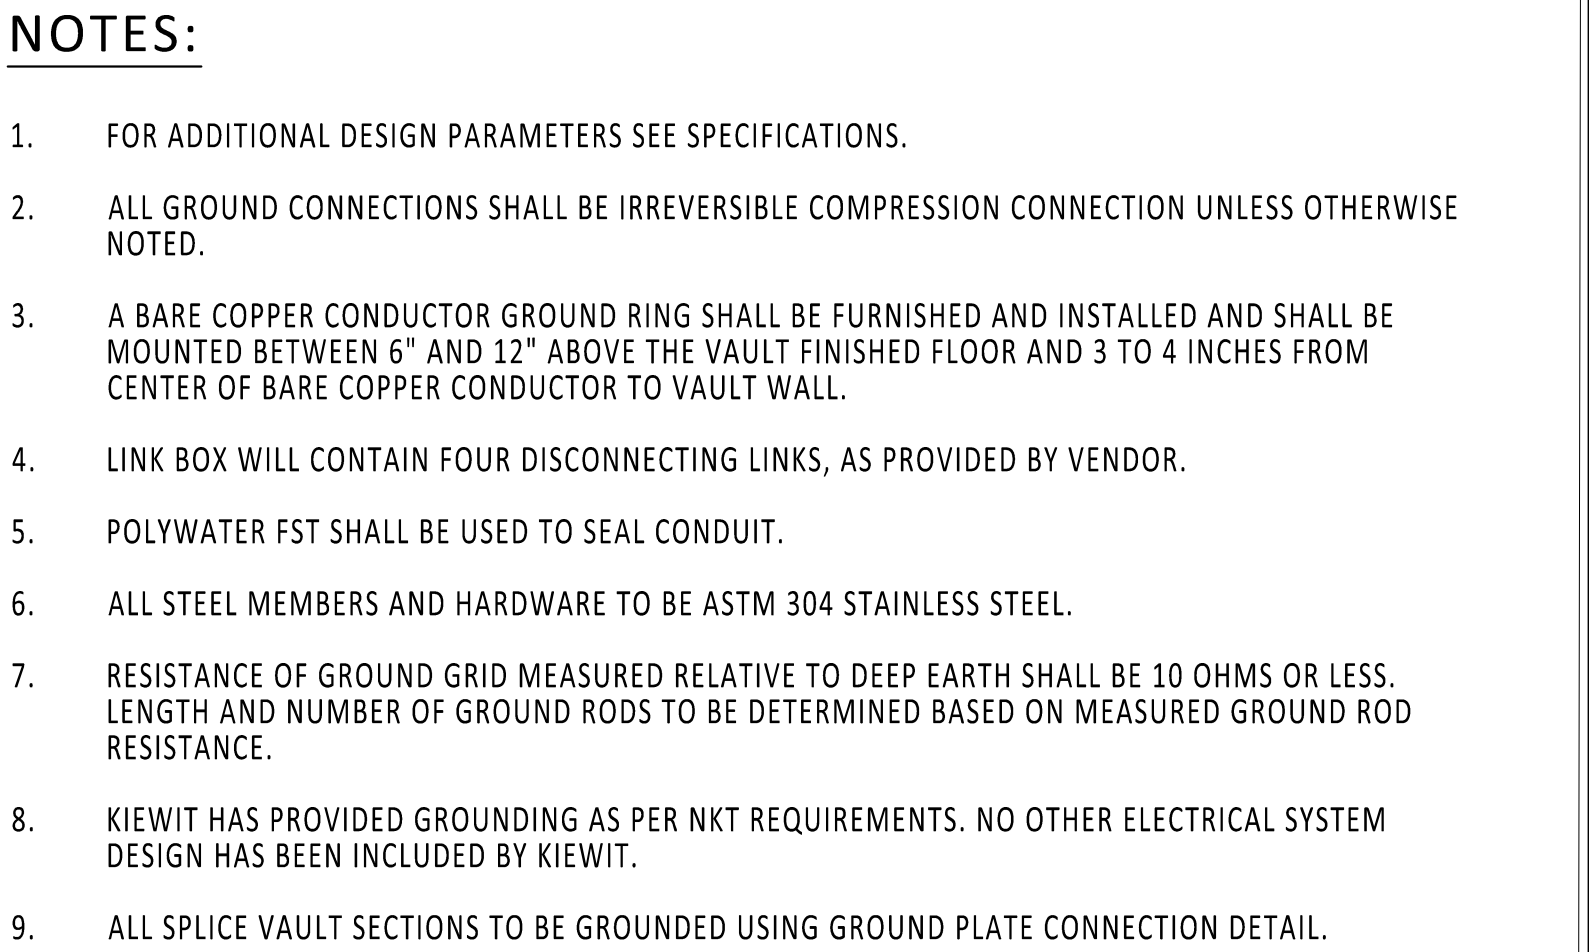 NOTES:
1. FOR ADDITIONAL DESIGN PARAMETERS SEE SPECIFICATIONS.
2. ALL GROUND CONNECTIONS SHALL BE IRREVERSIBLE COMPRESSION CONNECTION UNLESS OTHERWISE
NOTED.
3. A BARE COPPER CONDUCTOR GROUND RING SHALL BE FURNISHED AND INSTALLED AND SHALL BE
MOUNTED BETWEEN 6" AND 12" ABOVE THE VAULT FINISHED FLOOR AND 3 TO 4 INCHES FROM
CENTER OF BARE COPPER CONDUCTOR TO VAULT WALL.
4. LINK BOX WILL CONTAIN FOUR DISCONNECTING LINKS, AS PROVIDED BY VENDOR.
5. POLYWATER FST SHALL BE USED TO SEAL CONDUIT.
6. ALL STEEL MEMBERS AND HARDWARE TO BE ASTM 304 STAINLESS STEEL.
7. RESISTANCE OF GROUND GRID MEASURED RELATIVE TO DEEP EARTH SHALL BE 10 OHMS OR LESS.
LENGTH AND NUMBER OF GROUND RODS TO BE DETERMINED BASED ON MEASURED GROUND ROD
RESISTANCE.
8. KIEWIT HAS PROVIDED GROUNDING AS PER NKT REQUIREMENTS. NO OTHER ELECTRICAL SYSTEM
DESIGN HAS BEEN INCLUDED BY KIEWIT.
9. ALL SPLICE VAULT SECTIONS TO BE GROUNDED USING GROUND PLATE CONNECTION DETAIL.